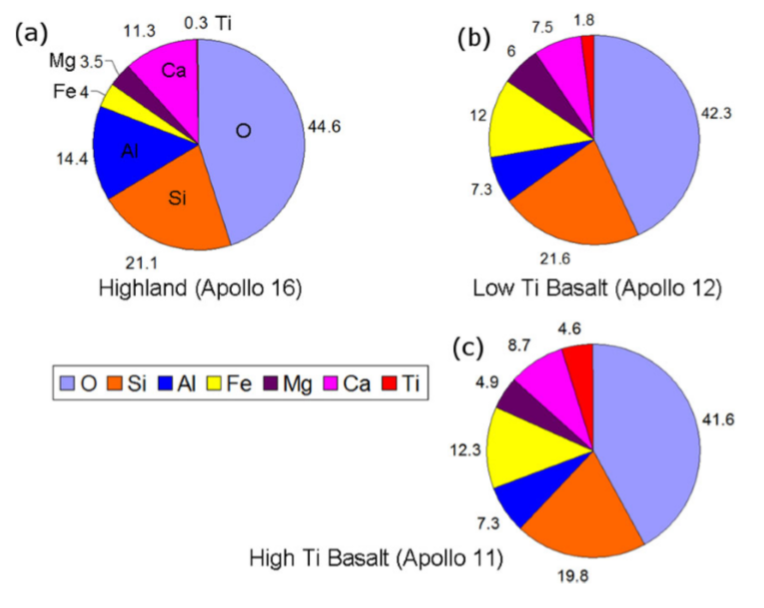 (a)
11.3
0.3 Ti
Mg 3.5
Ca
Fe 4
O
44.6
Al
14.4
Si
21.1
Highland (Apollo 16)
(b)
7.5
1.8
6
42.3
12
7.3
21.6
Low Ti Basalt (Apollo 12)
O Si Al Fe Mg Ca Ti
(c)
8.7
4.6
4.9
41.6
12.3
7.3
19.8
High Ti Basalt (Apollo 11)